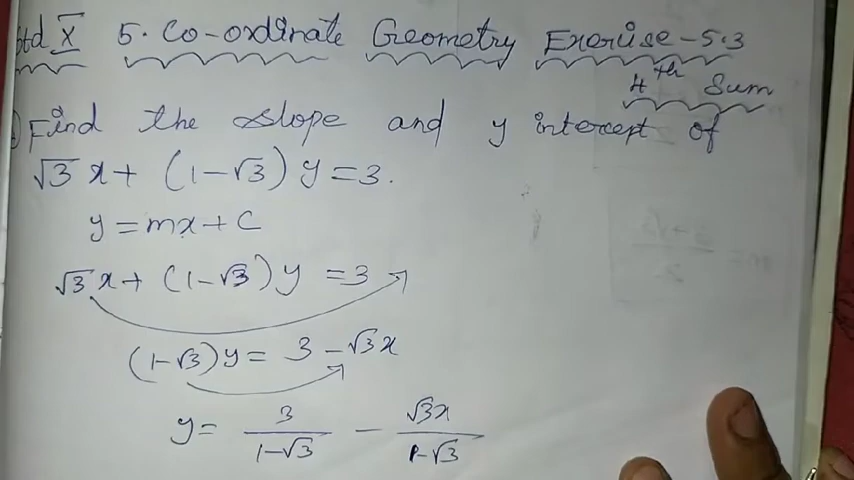 Std X 5. Co-ordinate Geometry Exercise-5.3
4th Sum
Find the slope and y intercept of
√3 x + (1-√3) y = 3.
y = mx + C
√3 x + (1-√3) y = 3
(1-√3) y = 3 - √3 x
y = 3/(1-√3) - √3x/(1-√3)